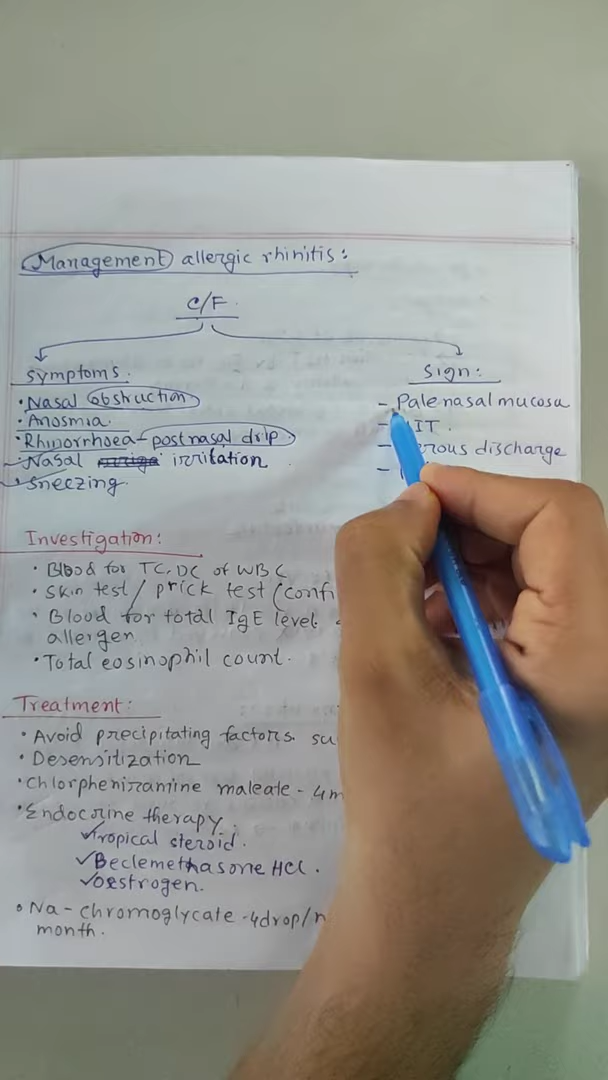 Management allergic rhinitis:
C/F.
Symptoms.
• Nasal obstruction
• Anosmia.
• Rhinorrhoea - postnasal drip.
- Nasal irritation
- Sneezing.
Sign:
- Pale nasal mucosa
- IT.
- discharge
-
Investigation:
• Blood for TC, DC of WBC
• Skin test / prick test (confi
• Blood for total IgE level
allergen.
• Total eosinophil count.
Treatment:
• Avoid precipitating factors su
• Desensitization
• Chlorpheniramine maleate - 4m
• Endocrine therapy.
✓ Tropical steroid.
✓ Beclemethasone HCl.
✓ Oestrogen.
• Na - chromoglycate - 4drop/n
month.